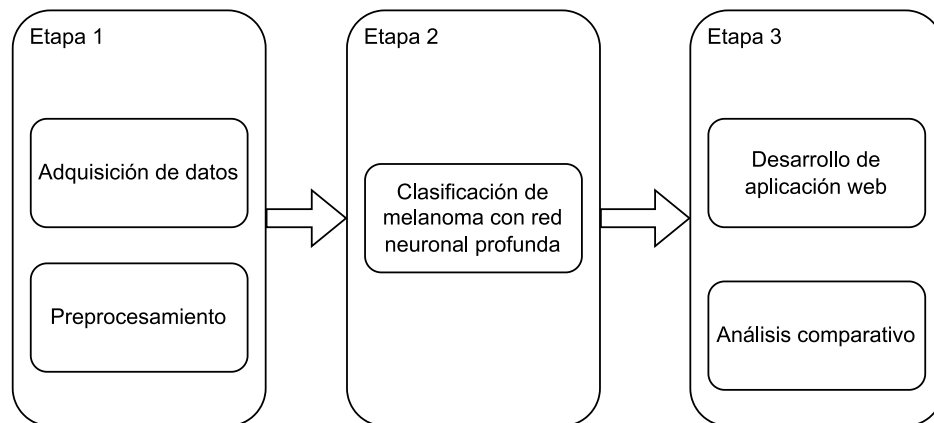 Etapa 1
Adquisición de datos
Preprocesamiento
Etapa 2
Clasificación de
melanoma con red
neuronal profunda
Etapa 3
Desarrollo de
aplicación web
Análisis comparativo